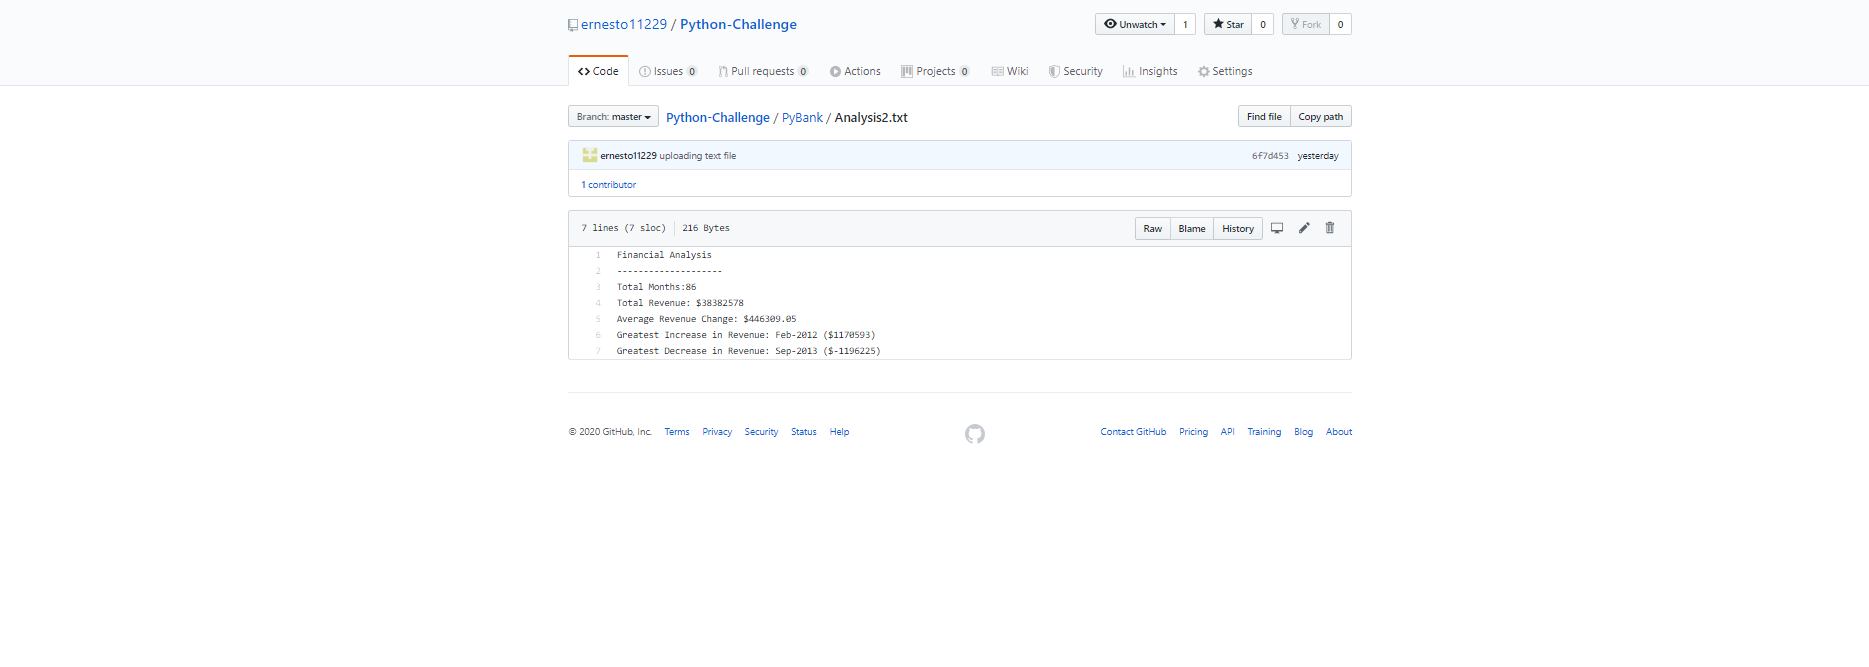 ernesto11229 / Python-Challenge
Unwatch 1 Star 0 Fork 0
Code Issues 0 Pull requests 0 Actions Projects 0 Wiki Security Insights Settings
Branch: master Python-Challenge / PyBank / Analysis2.txt Find file Copy path
ernesto11229 uploading text file 6f7d453 yesterday
1 contributor
7 lines (7 sloc) 216 Bytes Raw Blame History
1 Financial Analysis
2 --------------------
3 Total Months:86
4 Total Revenue: $38382578
5 Average Revenue Change: $446309.05
6 Greatest Increase in Revenue: Feb-2012 ($1170593)
7 Greatest Decrease in Revenue: Sep-2013 ($-1196225)
© 2020 GitHub, Inc. Terms Privacy Security Status Help Contact GitHub Pricing API Training Blog About